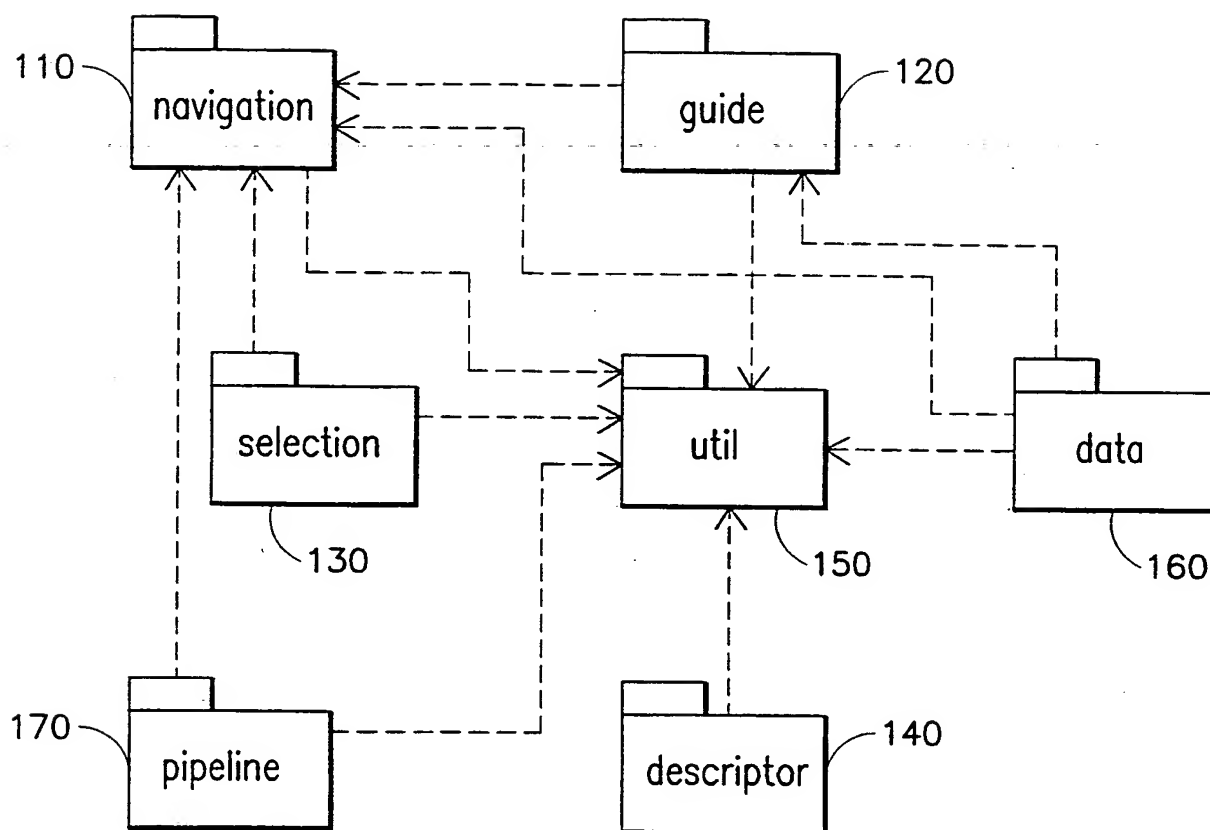 110
navigation
guide
120
selection
130
util
150
data
160
170
pipeline
descriptor
140